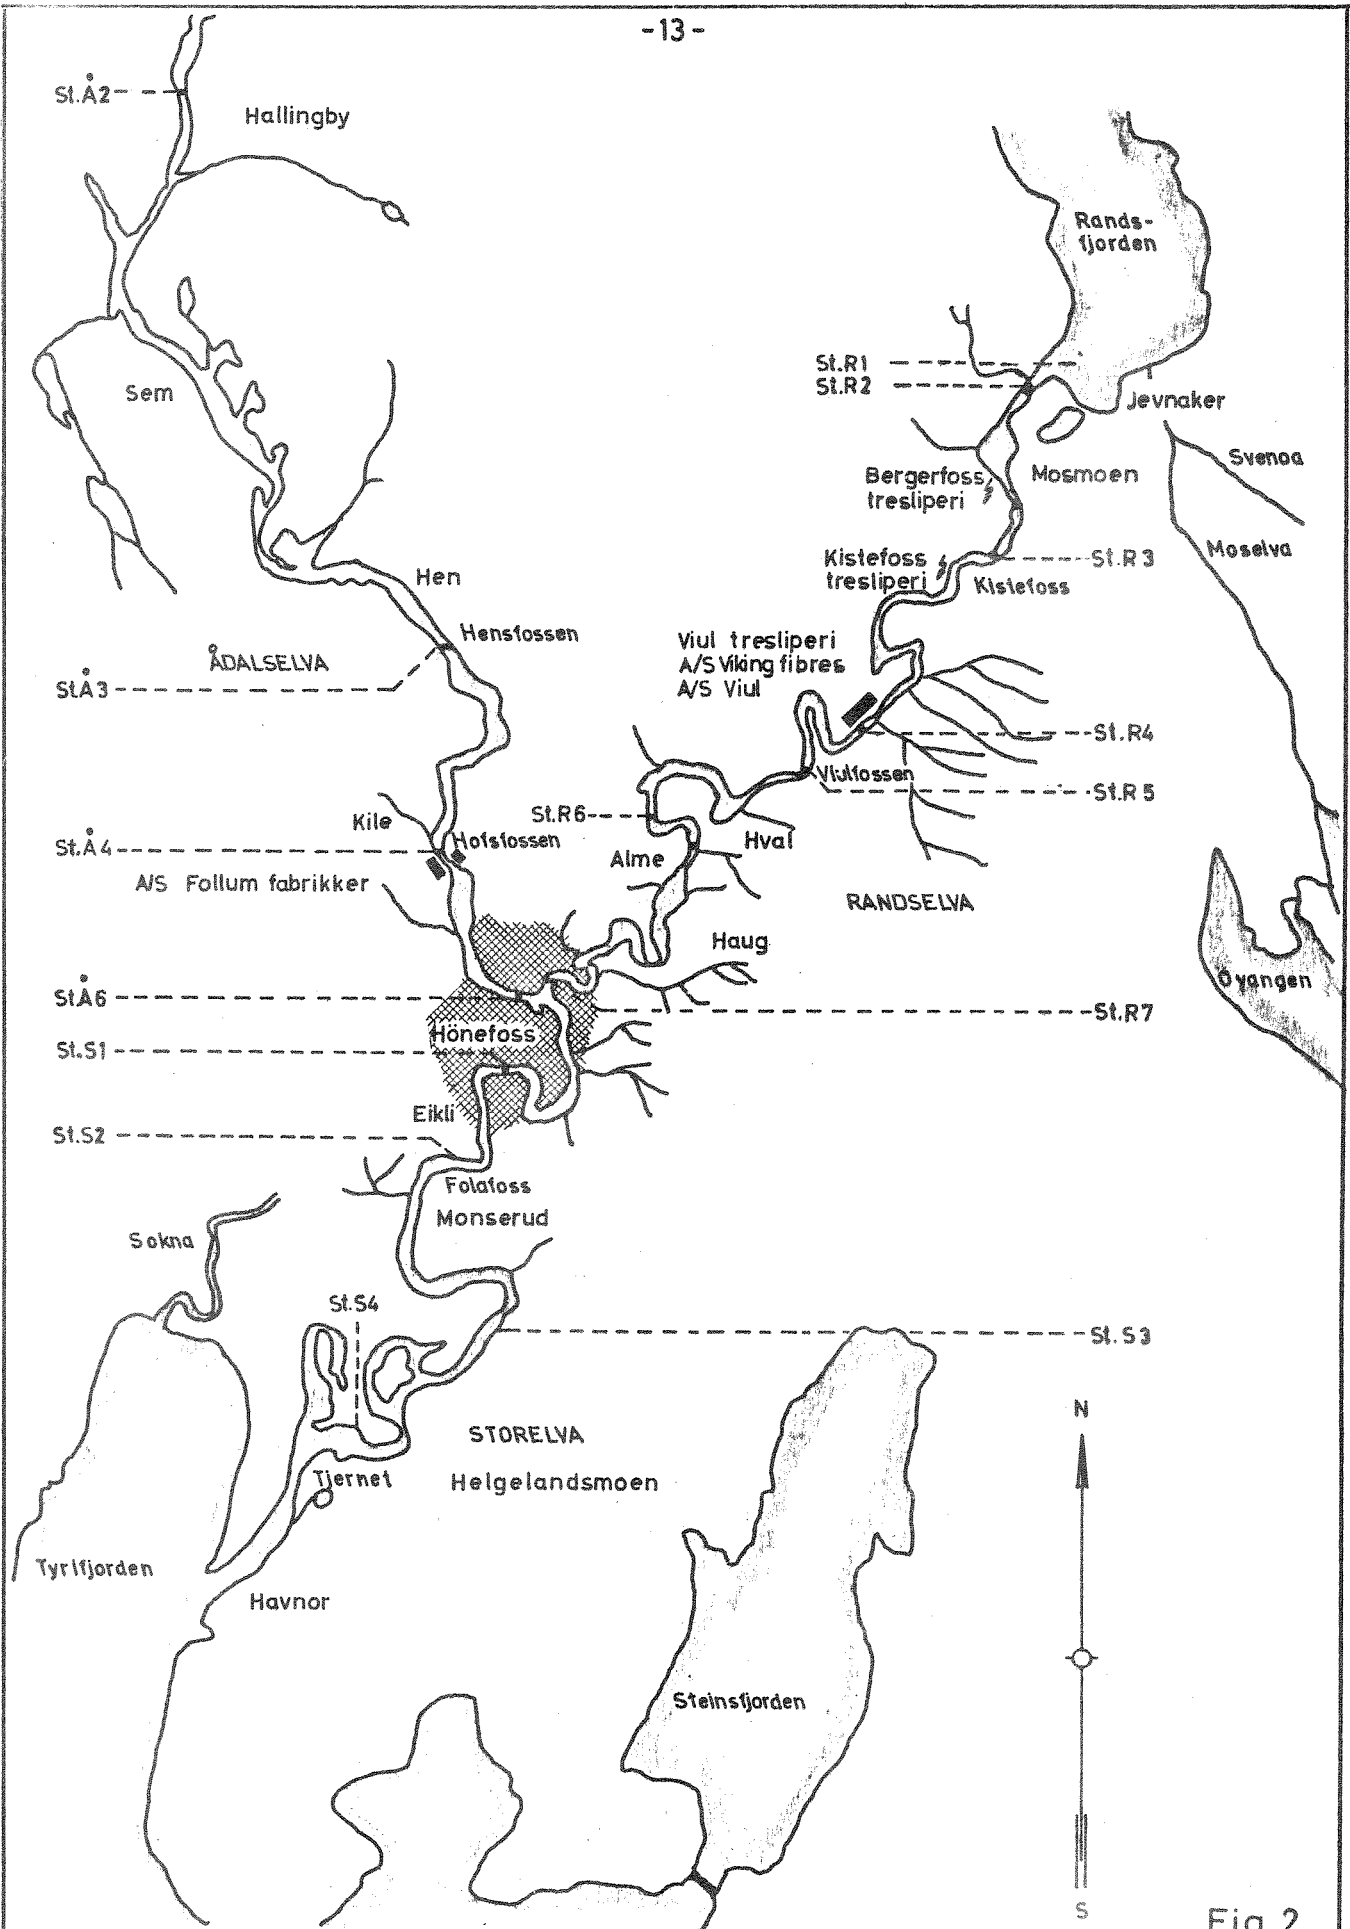 -13-
St.Å2
Hallingby
Rands-
fjorden
Sem
St.R1
St.R2
Jevnaker
Svenoa
Bergerfoss
tresliperi
Mosmoen
Moselva
Kistefoss
tresliperi
St.R3
Kistefoss
Hen
Hensfossen
ÅDALSELVA
St.Å3
Viul tresliperi
A/S Viking fibres
A/S Viul
St.R4
Viulfossen
St.R5
St.R6
Kile
Hofsfossen
St.Å4
Hval
Alme
A/S Follum fabrikker
RANDSELVA
Haug
Öyangen
St.Å6
St.R7
Hönefoss
St.S1
Eikli
St.S2
Folafoss
Monserud
Sokna
St.S4
St.S3
N
STORELVA
Tjernet
Helgelandsmoen
Tyrifjorden
Havnor
Steinsfjorden
S
Fig 2